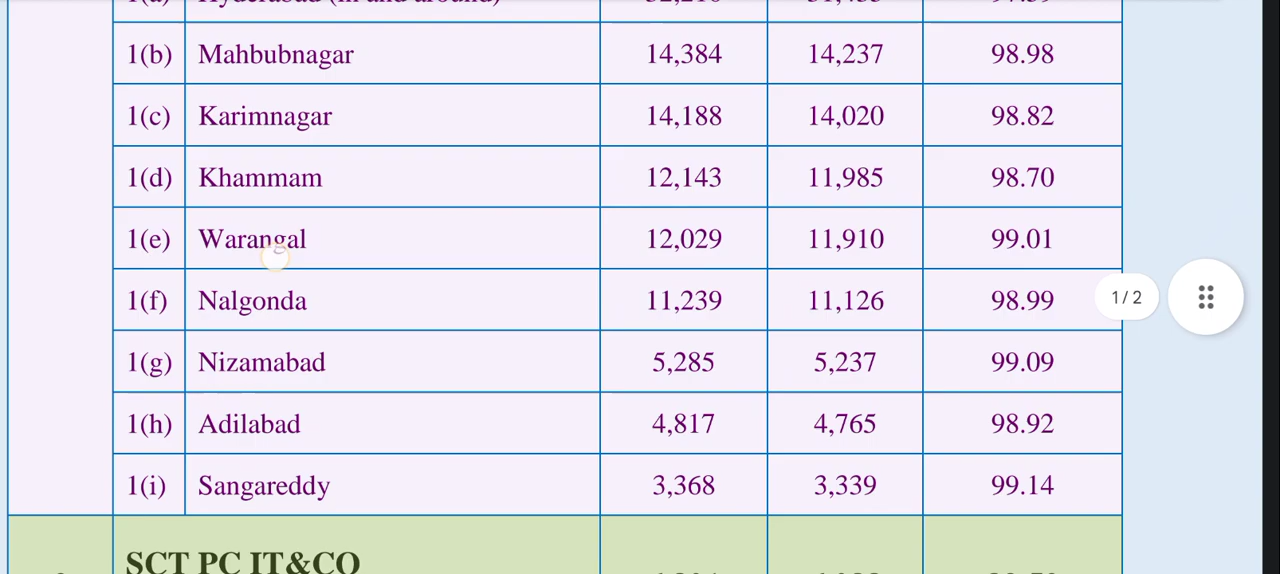 1(b) Mahbubnagar 14,384 14,237 98.98
1(c) Karimnagar 14,188 14,020 98.82
1(d) Khammam 12,143 11,985 98.70
1(e) Warangal 12,029 11,910 99.01
1(f) Nalgonda 11,239 11,126 98.99
1/2
1(g) Nizamabad 5,285 5,237 99.09
1(h) Adilabad 4,817 4,765 98.92
1(i) Sangareddy 3,368 3,339 99.14
SCT PC IT&CO